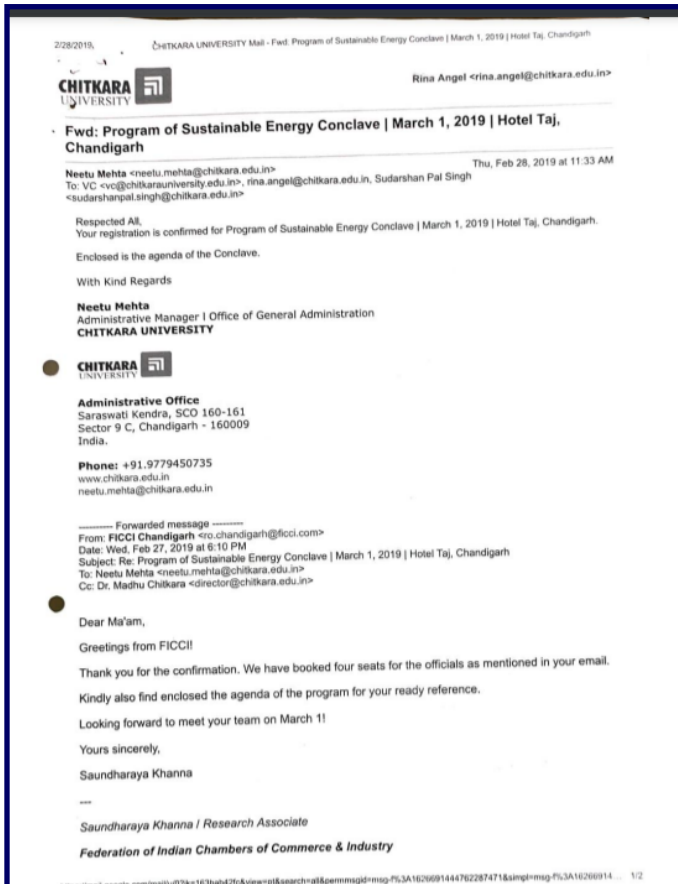 2/28/2019, CHITKARA UNIVERSITY Mail - Fwd: Program of Sustainable Energy Conclave | March 1, 2019 | Hotel Taj, Chandigarh
CHITKARA
UNIVERSITY
Rina Angel <rina.angel@chitkara.edu.in>
Fwd: Program of Sustainable Energy Conclave | March 1, 2019 | Hotel Taj,
Chandigarh
Neetu Mehta <neetu.mehta@chitkara.edu.in> Thu, Feb 28, 2019 at 11:33 AM
To: VC <vc@chitkarauniversity.edu.in>, rina.angel@chitkara.edu.in, Sudarshan Pal Singh
<sudarshanpal.singh@chitkara.edu.in>
Respected All,
Your registration is confirmed for Program of Sustainable Energy Conclave | March 1, 2019 | Hotel Taj, Chandigarh.
Enclosed is the agenda of the Conclave.
With Kind Regards
Neetu Mehta
Administrative Manager I Office of General Administration
CHITKARA UNIVERSITY
CHITKARA
UNIVERSITY
Administrative Office
Saraswati Kendra, SCO 160-161
Sector 9 C, Chandigarh - 160009
India.
Phone: +91.9779450735
www.chitkara.edu.in
neetu.mehta@chitkara.edu.in
---------- Forwarded message ----------
From: FICCI Chandigarh <ro.chandigarh@ficci.com>
Date: Wed, Feb 27, 2019 at 6:10 PM
Subject: Re: Program of Sustainable Energy Conclave | March 1, 2019 | Hotel Taj, Chandigarh
To: Neetu Mehta <neetu.mehta@chitkara.edu.in>
Cc: Dr. Madhu Chitkara <director@chitkara.edu.in>
Dear Ma'am,
Greetings from FICCI!
Thank you for the confirmation. We have booked four seats for the officials as mentioned in your email.
Kindly also find enclosed the agenda of the program for your ready reference.
Looking forward to meet your team on March 1!
Yours sincerely,
Saundharaya Khanna
---
Saundharaya Khanna / Research Associate
Federation of Indian Chambers of Commerce & Industry
1/2